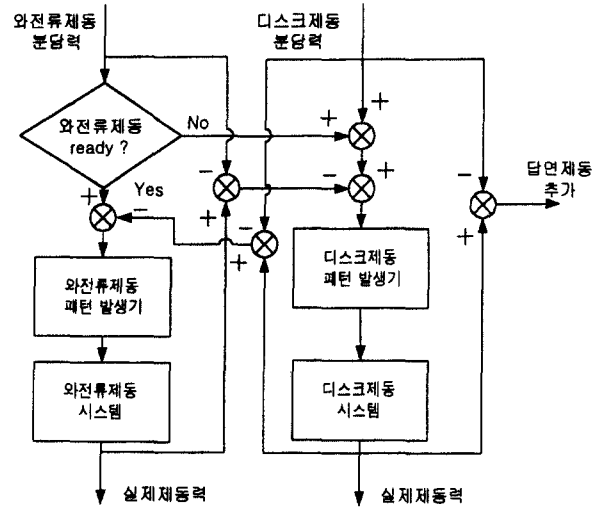 와전류제동
분담력
디스크제동
분담력
와전류제동
ready ?
No
Yes
+
+
-
-
+
+
-
+
-
-
+
-
+
답연제동
추가
와전류제동
패턴 발생기
디스크제동
패턴 발생기
와전류제동
시스템
디스크제동
시스템
실제제동력
실제제동력